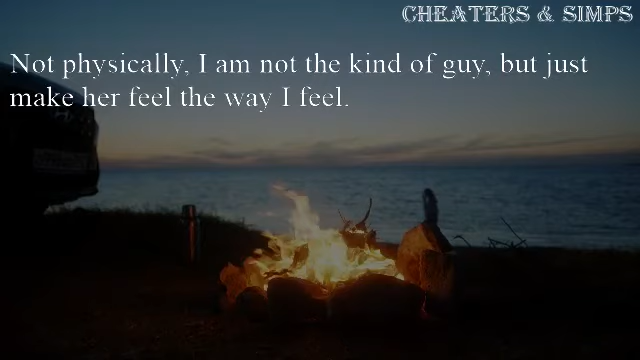 CHEATERS & SIMPS
Not physically, I am not the kind of guy, but just
make her feel the way I feel.